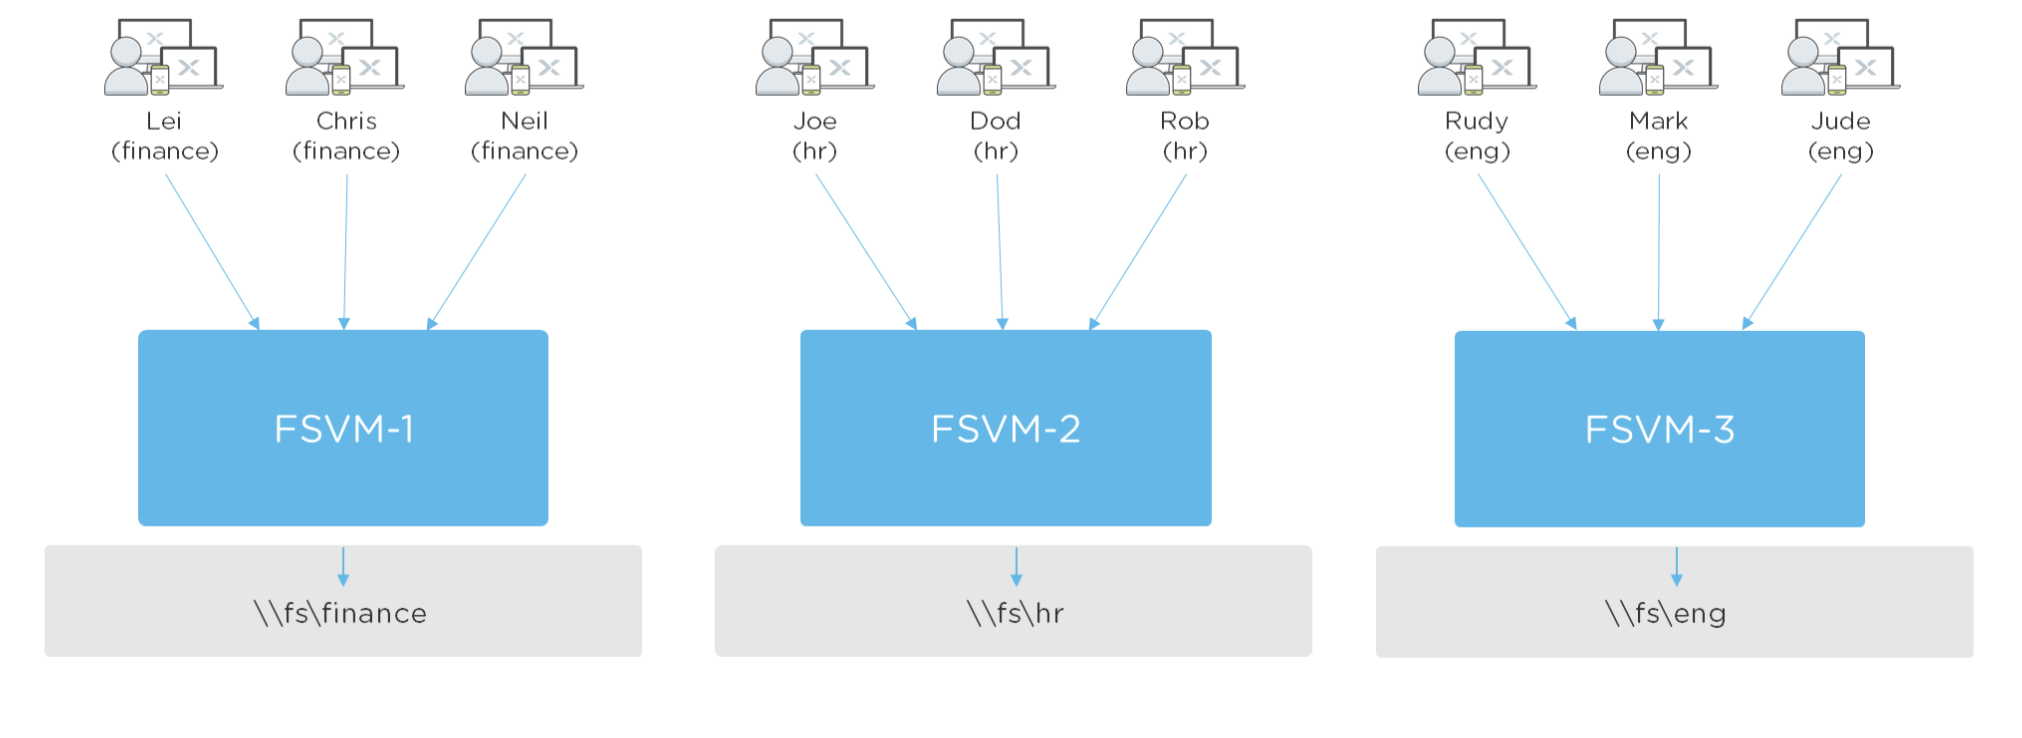 Lei
(finance)
Chris
(finance)
Neil
(finance)
Joe
(hr)
Dod
(hr)
Rob
(hr)
Rudy
(eng)
Mark
(eng)
Jude
(eng)
FSVM-1
FSVM-2
FSVM-3
\\fs\finance
\\fs\hr
\\fs\eng